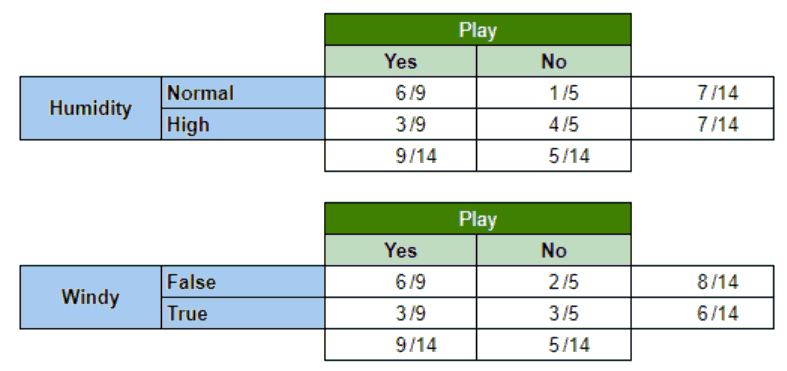 Play
Yes No
Humidity Normal 6/9 1/5 7/14
High 3/9 4/5 7/14
9/14 5/14
Play
Yes No
Windy False 6/9 2/5 8/14
True 3/9 3/5 6/14
9/14 5/14